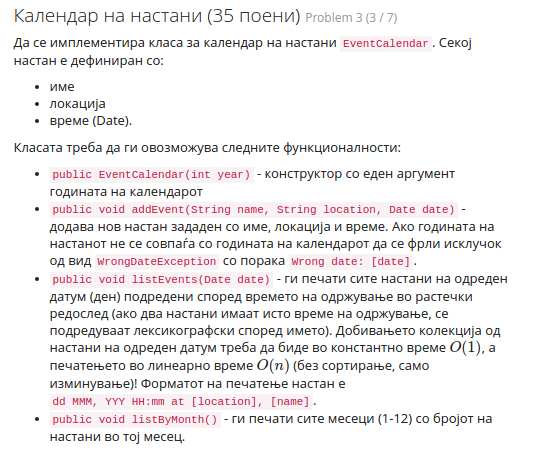 Календар на настани (35 поени) Problem 3 (3 / 7)
Да се имплементира класа за календар на настани EventCalendar. Секој
настан е дефиниран со:
• име
• локација
• време (Date).
Класата треба да ги овозможува следните функционалности:
• public EventCalendar(int year) - конструктор со еден аргумент
годината на календарот
• public void addEvent(String name, String location, Date date) -
додава нов настан зададен со име, локација и време. Ако годината на
настанот не се совпаѓа со годината на календарот да се фрли исклучок
од вид WrongDateException со порака Wrong date: [date].
• public void listEvents(Date date) - ги печати сите настани на одреден
датум (ден) подредени според времето на одржување во растечки
редослед (ако два настани имаат исто време на одржување, се
подредуваат лексикографски според името). Добивањето колекција од
настани на одреден датум треба да биде во константно време O(1), а
печатењето во линеарно време O(n) (без сортирање, само
изминување)! Форматот на печатење настан е
dd MMM, YYY HH:mm at [location], [name].
• public void listByMonth() - ги печати сите месеци (1-12) со бројот на
настани во тој месец.